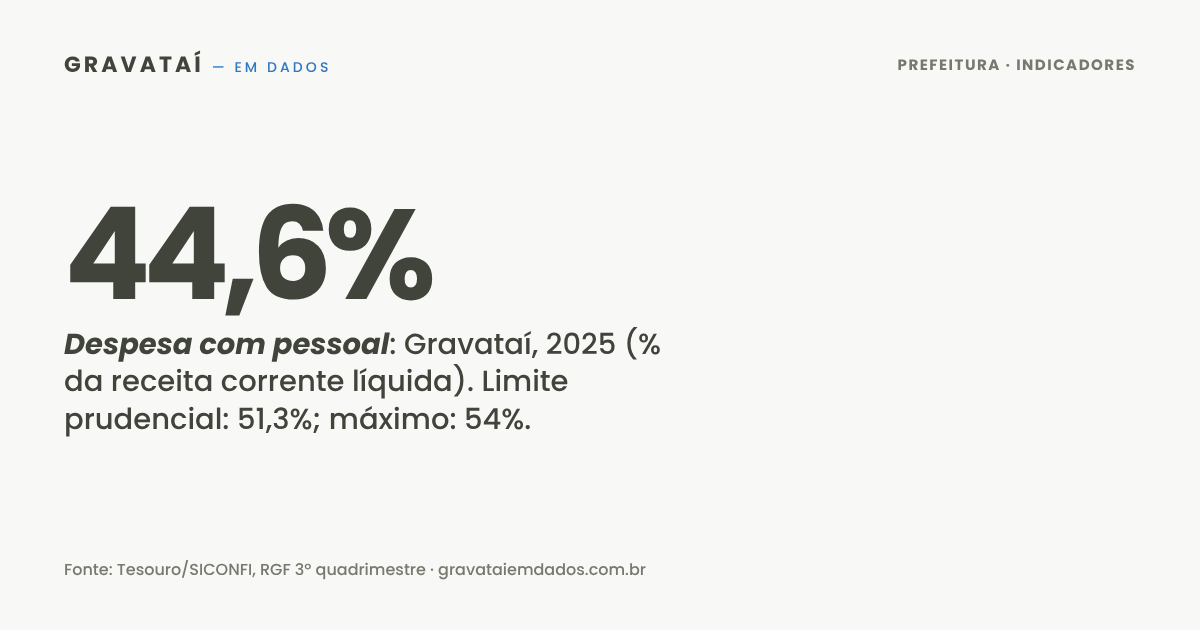 GRAVATAÍ — EM DADOS
PREFEITURA · INDICADORES
44,6%
Despesa com pessoal: Gravataí, 2025 (%
da receita corrente líquida). Limite
prudencial: 51,3%; máximo: 54%.
Fonte: Tesouro/SICONFI, RGF 3º quadrimestre · gravataiemdados.com.br